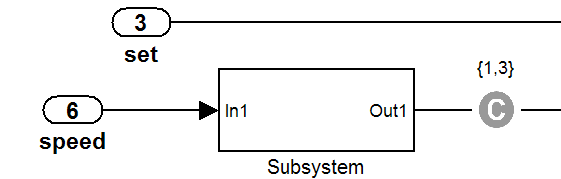 3
set
{1,3}
6
In1
Out1
C
speed
Subsystem